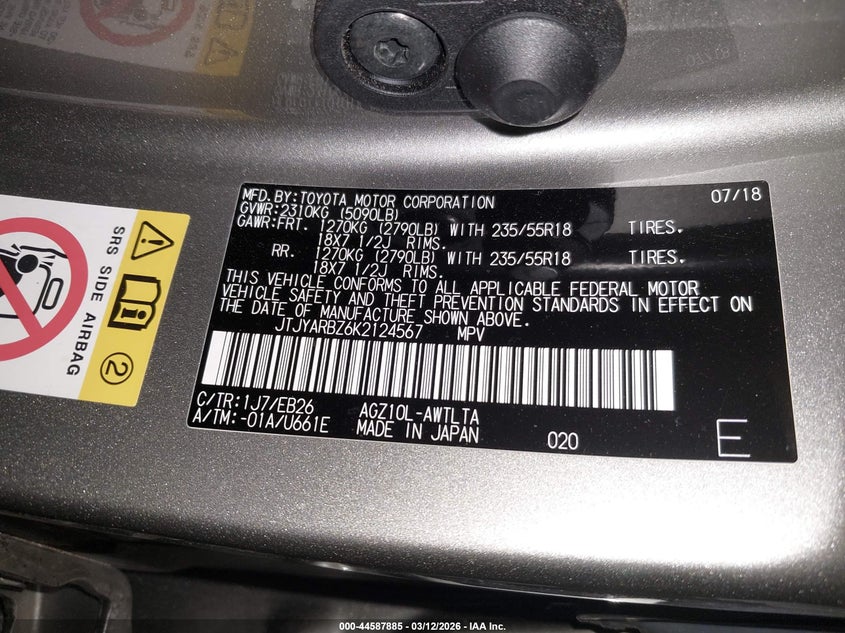 MFD.BY:TOYOTA MOTOR CORPORATION 07/18
GVWR:2310KG (5090LB)
GAWR:FRT. 1270KG (2790LB) WITH 235/55R18 TIRES.
18X7 1/2J RIMS.
RR. 1270KG (2790LB) WITH 235/55R18 TIRES.
18X7 1/2J RIMS.
THIS VEHICLE CONFORMS TO ALL APPLICABLE FEDERAL MOTOR
VEHICLE SAFETY AND THEFT PREVENTION STANDARDS IN EFFECT ON
THE DATE OF MANUFACTURE SHOWN ABOVE.
JTJYARBZ6K2124567 MPV
C/TR:1J7/EB26 AGZ10L-AWTLTA
A/TM:-01A/U661E MADE IN JAPAN 020 E
SRS SIDE AIRBAG
2
000-44587885 - 03/12/2026 - IAA Inc.